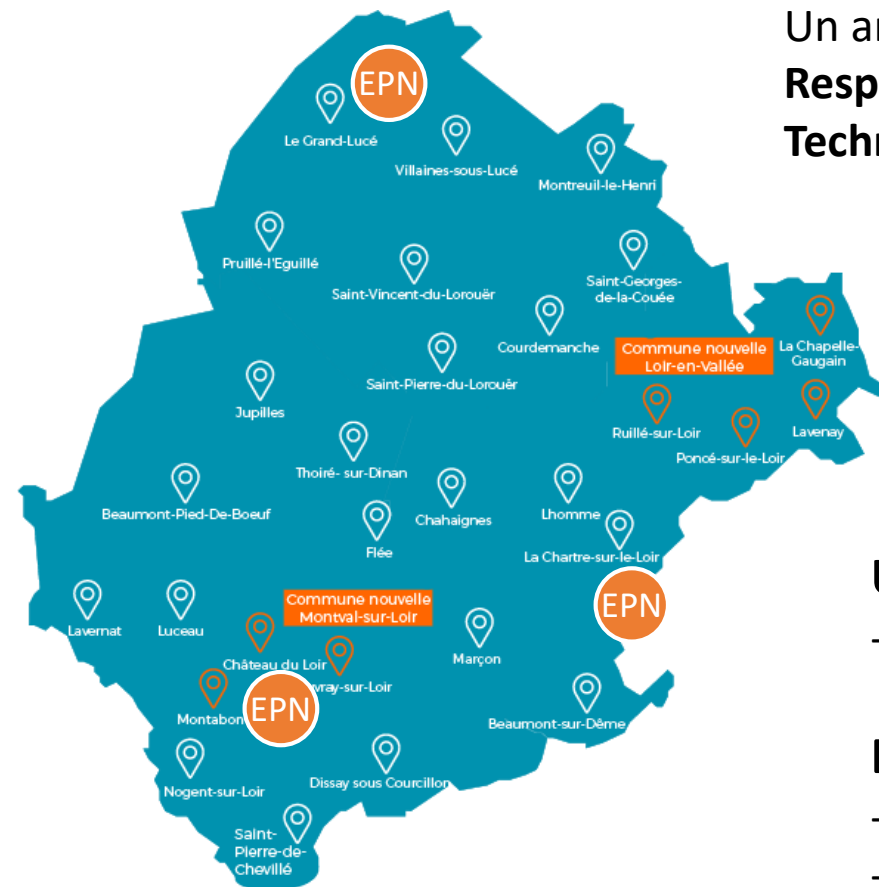 Un
EPN
Le Grand-Lucé
Villaines-sous-Lucé
Montreuil-le-Henri
Pruillé-l'Eguillé
Saint-Vincent-du-Lorouër
Saint-Georges-
de-la-Couée
Courdemanche
Commune nouvelle
Loir-en-Vallée
La Chapelle-
Gaugain
Saint-Pierre-du-Lorouër
Jupilles
Ruillé-sur-Loir
Lavenay
Poncé-sur-le-Loir
Thoiré- sur-Dinan
Beaumont-Pied-De-Boeuf
Chahaignes
Lhomme
Flée
La Chartre-sur-le-Loir
EPN
Commune nouvelle
Montval-sur-Loir
Lavernat
Luceau
Marçon
Château du Loir
vray-sur-Loir
Montabon
EPN
Beaumont-sur-Dême
Nogent-sur-Loir
Dissay sous Courcillon
Saint-
Pierre-de-
Chevillé